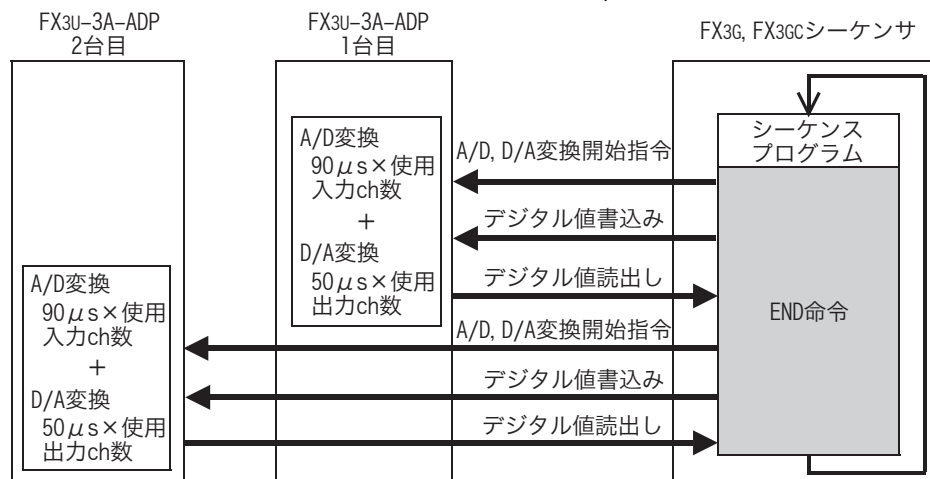 FX3U-3A-ADP
2台目
FX3U-3A-ADP
1台目
FX3G, FX3GCシーケンサ
A/D変換
90μs×使用
入力ch数
+
D/A変換
50μs×使用
出力ch数
A/D変換
90μs×使用
入力ch数
+
D/A変換
50μs×使用
出力ch数
A/D, D/A変換開始指令
デジタル値書込み
デジタル値読出し
A/D, D/A変換開始指令
デジタル値書込み
デジタル値読出し
シーケンス
プログラム
END命令